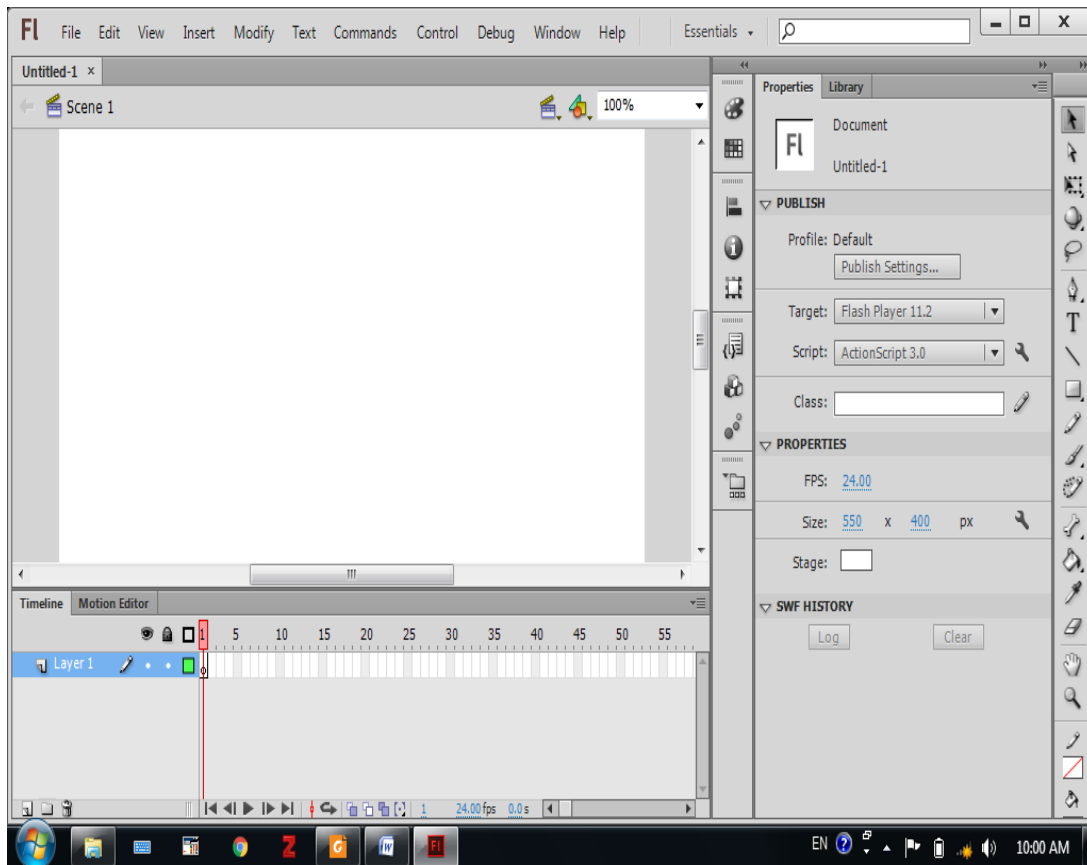 Fl File Edit View Insert Modify Text Commands Control Debug Window Help Essentials
Untitled-1 ×
Scene 1 100%
Properties Library
Fl
Document
Untitled-1
PUBLISH
Profile: Default
Publish Settings...
Target: Flash Player 11.2
Script: ActionScript 3.0
Class:
PROPERTIES
FPS: 24.00
Size: 550 x 400 px
Stage:
SWF HISTORY
Log Clear
Timeline Motion Editor
1 5 10 15 20 25 30 35 40 45 50 55
Layer 1
1 24.00 fps 0.0 s
EN 10:00 AM